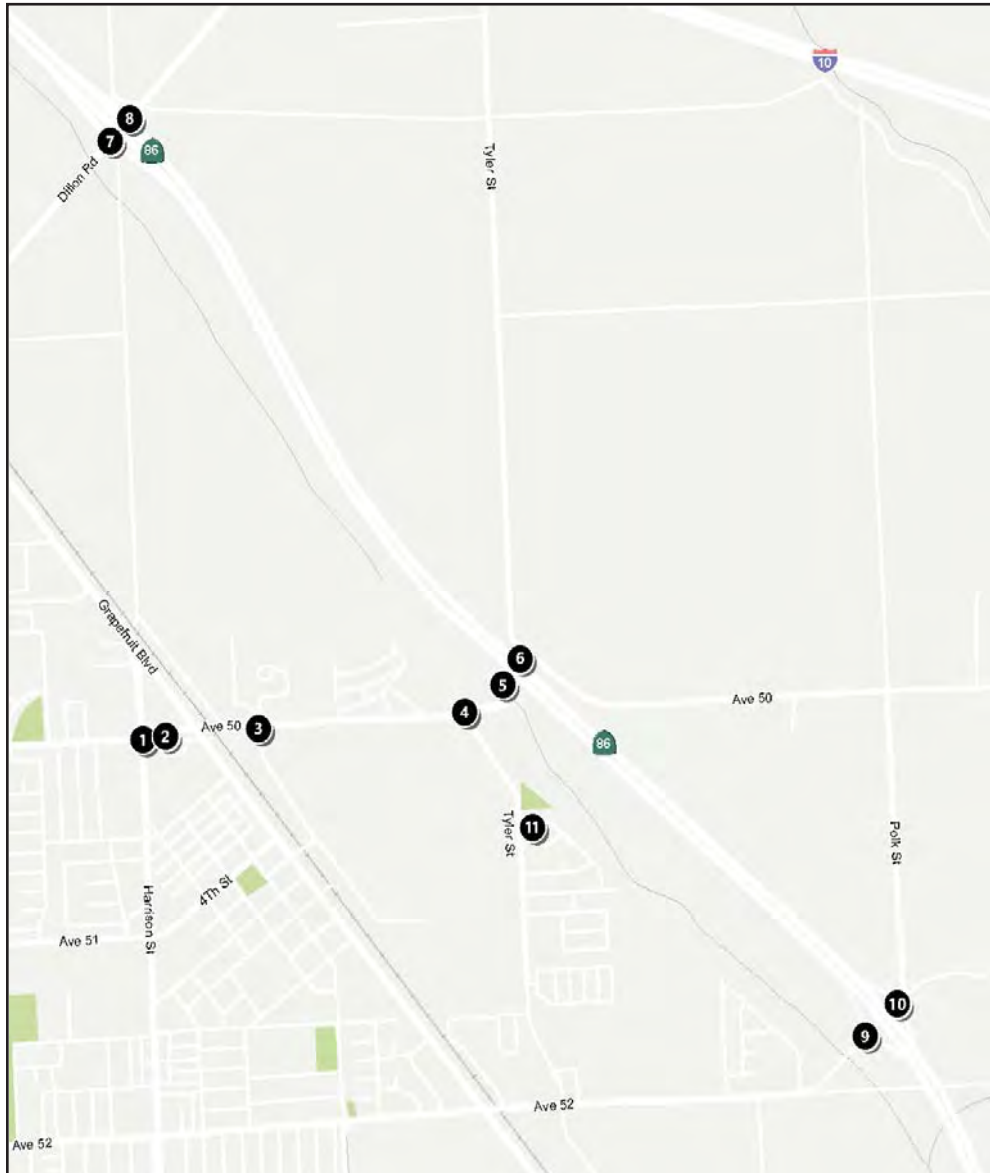 10
8
7
86
Dillon Rd
Tyler St
Grapefruit Blvd
6
5
Ave 50
4
3
Ave 50
1
2
86
11
Tyler St
Polk St
4Th St
Harrison St
Ave 51
10
9
Ave 52
Ave 52